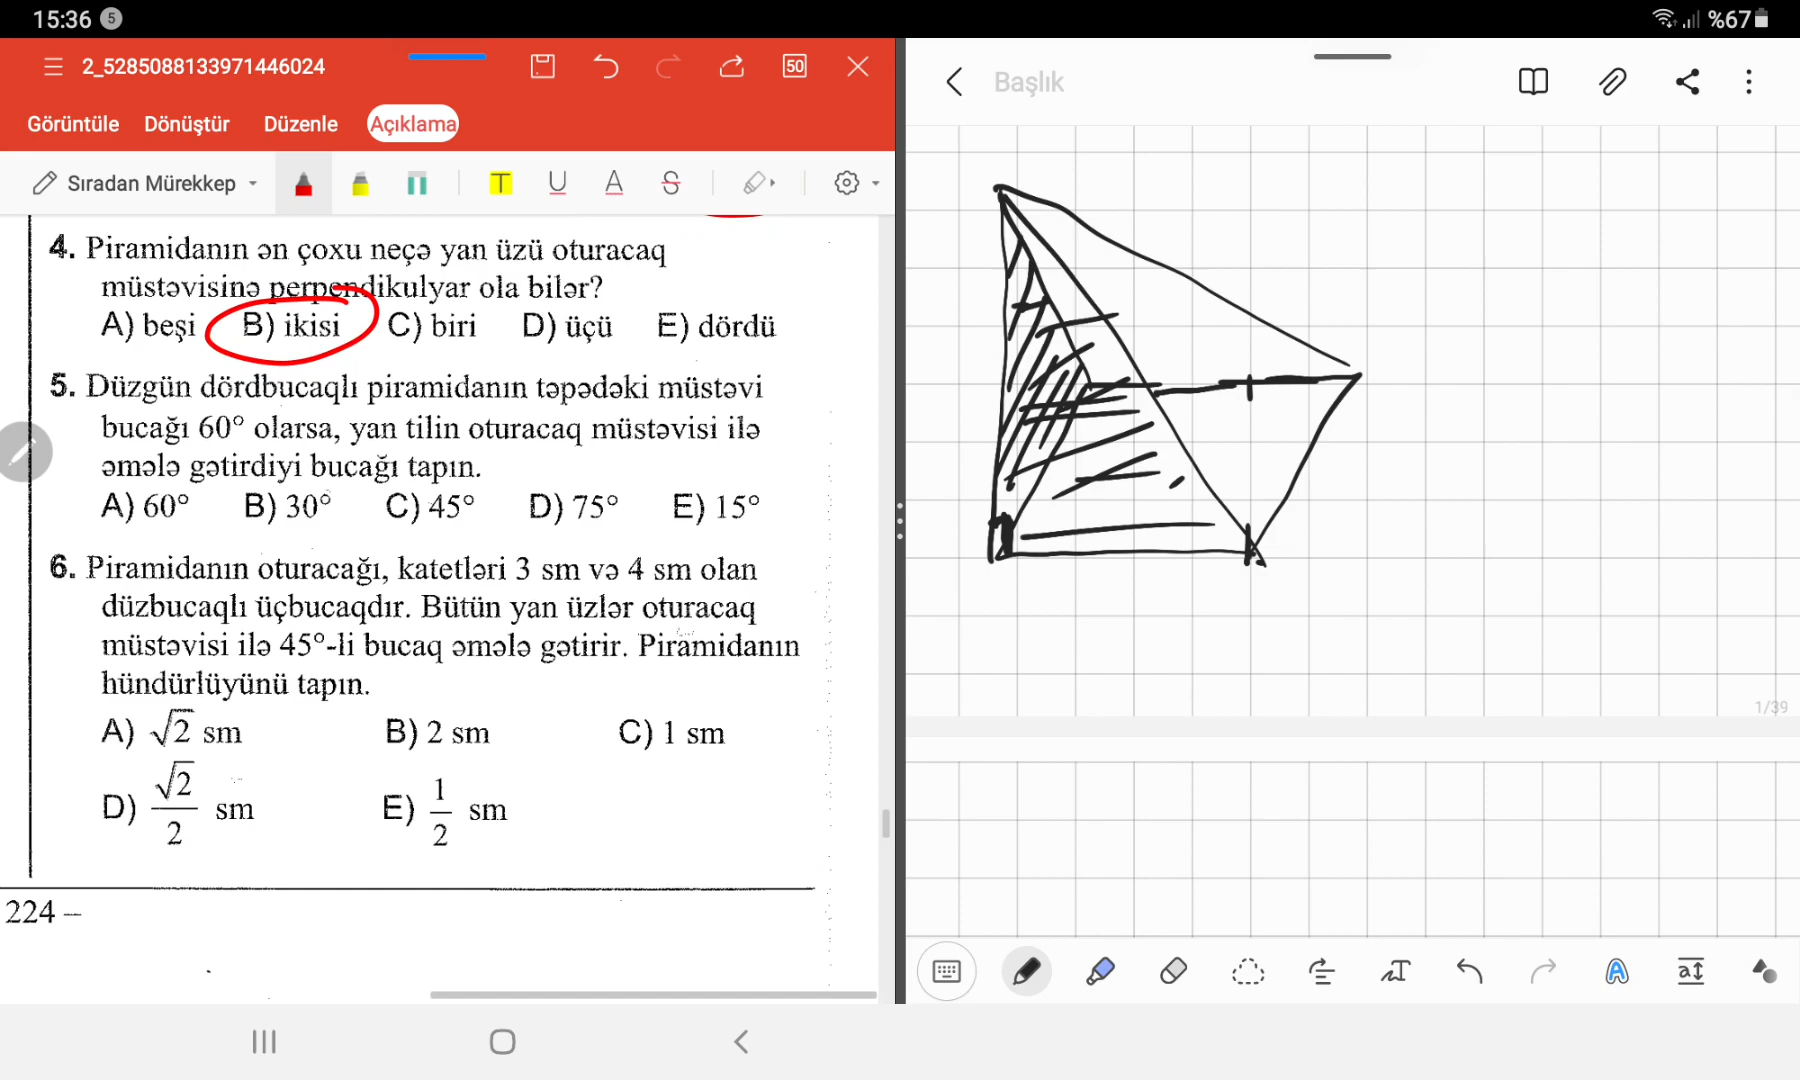 15:36 5
%67
2_5285088133971446024
50
Başlık
Görüntüle Dönüştür Düzenle Açıklama
Sıradan Mürekkep
4. Piramidanın ən çoxu neçə yan üzü oturacaq
müstəvisinə perpendikulyar ola bilər?
A) beşi B) ikisi C) biri D) üçü E) dördü
5. Düzgün dördbucaqlı piramidanın təpədəki müstəvi
bucağı 60° olarsa, yan tilin oturacaq müstəvisi ilə
əmələ gətirdiyi bucağı tapın.
A) 60° B) 30° C) 45° D) 75° E) 15°
6. Piramidanın oturacağı, katetləri 3 sm və 4 sm olan
düzbucaqlı üçbucaqdır. Bütün yan üzlər oturacaq
müstəvisi ilə 45°-li bucaq əmələ gətirir. Piramidanın
hündürlüyünü tapın.
A) √2 sm B) 2 sm C) 1 sm
D) √2/2 sm E) 1/2 sm
224 –
1/39